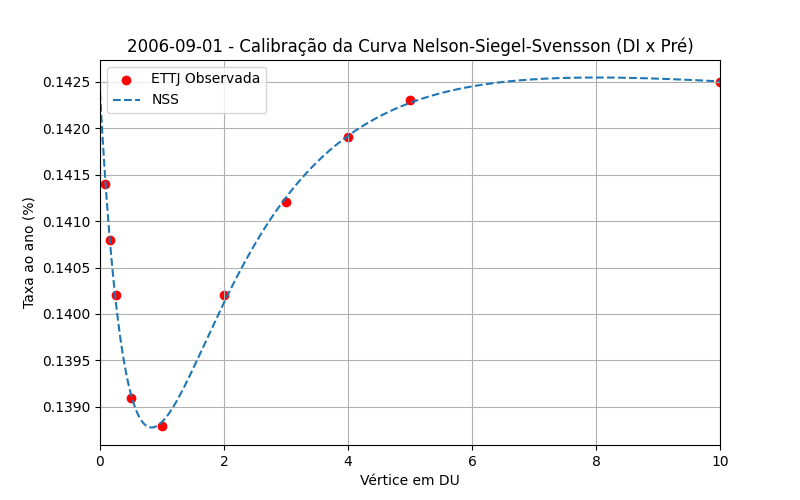 2006-09-01 - Calibração da Curva Nelson-Siegel-Svensson (DI x Pré)
ETTJ Observada
NSS
Taxa ao ano (%)
0.1425
0.1420
0.1415
0.1410
0.1405
0.1400
0.1395
0.1390
0 2 4 6 8 10
Vértice em DU